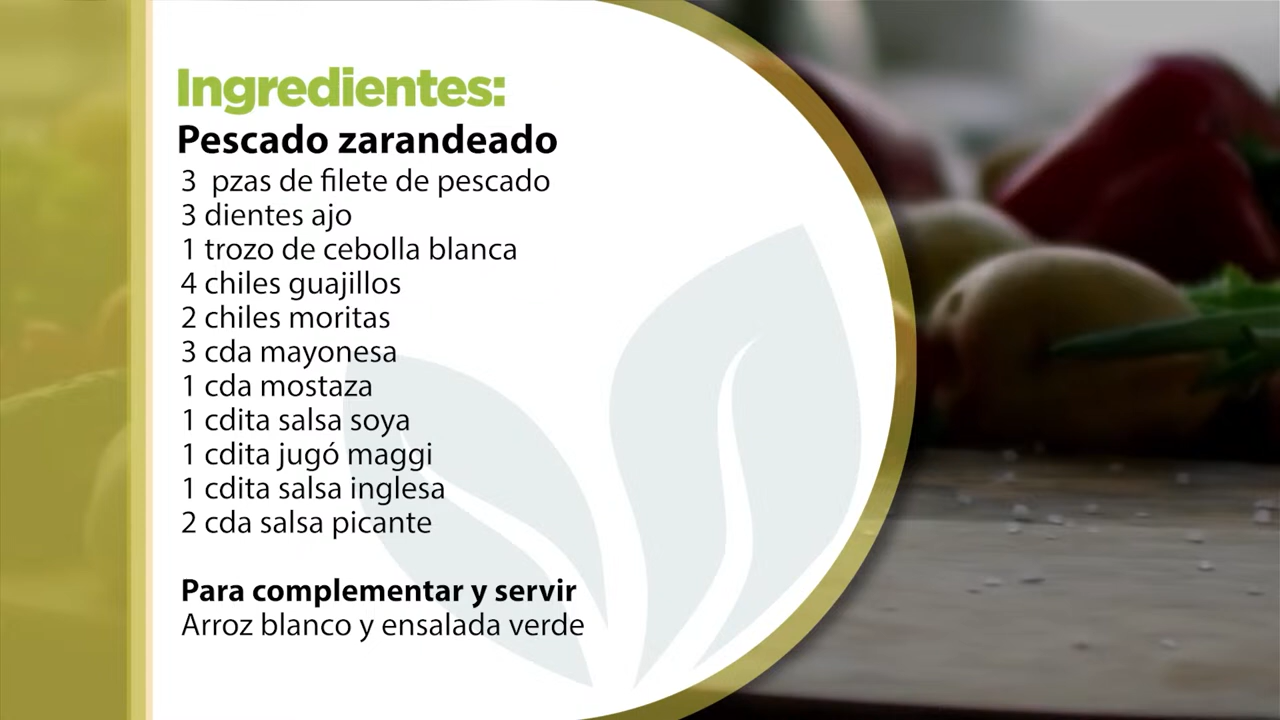 Ingredientes:
Pescado zarandeado
3  pzas de filete de pescado
3 dientes ajo
1 trozo de cebolla blanca
4 chiles guajillos
2 chiles moritas
3 cda mayonesa
1 cda mostaza
1 cdita salsa soya
1 cdita jugó maggi
1 cdita salsa inglesa
2 cda salsa picante
Para complementar y servir
Arroz blanco y ensalada verde